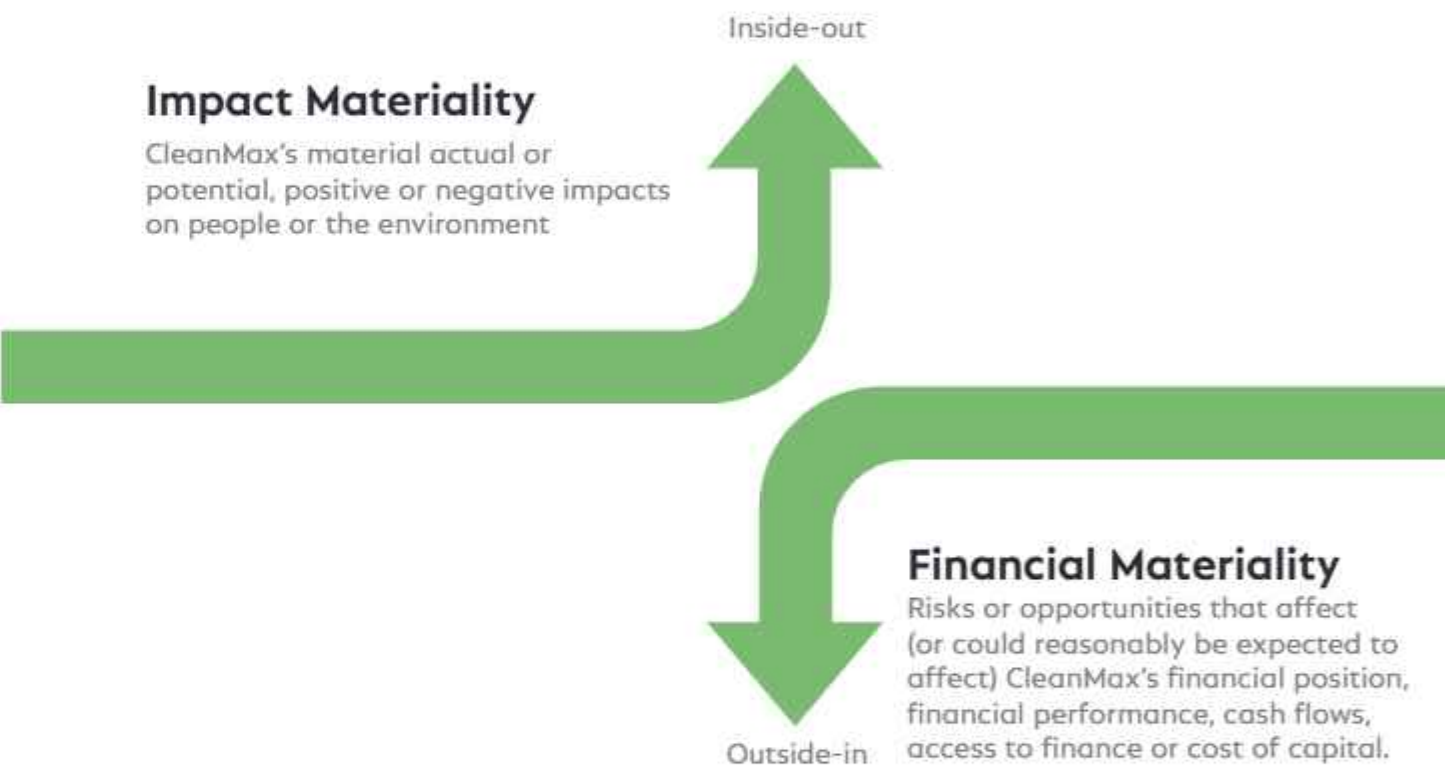 Inside-out
Impact Materiality
CleanMax's material actual or
potential, positive or negative impacts
on people or the environment
Financial Materiality
Risks or opportunities that affect
(or could reasonably be expected to
affect) CleanMax's financial position,
financial performance, cash flows,
access to finance or cost of capital.
Outside-in